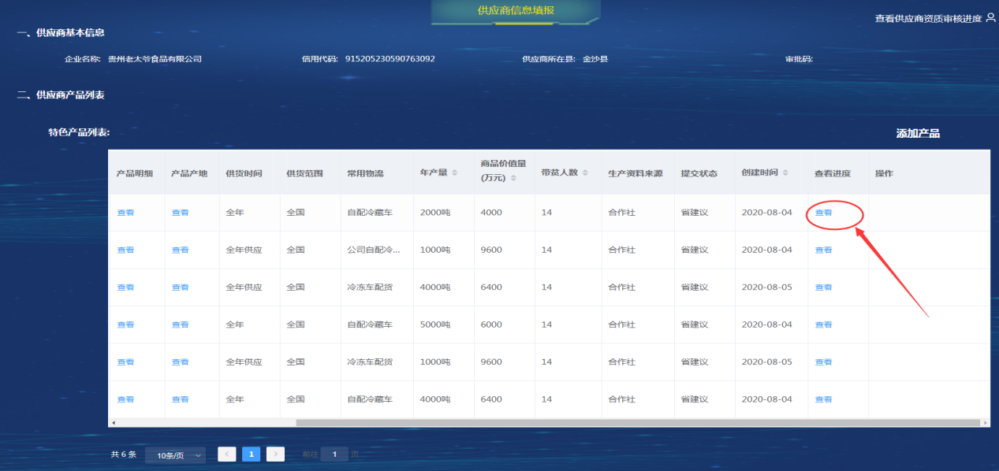 供应商信息填报
查看供应商资质审核进度
一、供应商基本信息
企业名称: 贵州老太爷食品有限公司 信用代码: 915205230590763092 供应商所在县: 金沙县 审批码:
二、供应商产品列表
特色产品列表: 添加产品
产品明细 产品产地 供货时间 供货范围 常用物流 年产量 商品价值量(万元) 带贫人数 生产资料来源 提交状态 创建时间 查看进度 操作
查看 查看 全年 全国 自配冷藏车 2000吨 4000 14 合作社 省建议 2020-08-04 查看
查看 查看 全年供应 全国 公司自配冷... 1000吨 9600 14 合作社 省建议 2020-08-04 查看
查看 查看 全年供应 全国 冷冻车配货 4000吨 6400 14 合作社 省建议 2020-08-05 查看
查看 查看 全年 全国 自配冷藏车 5000吨 6000 14 合作社 省建议 2020-08-04 查看
查看 查看 全年供应 全国 冷冻车配货 1000吨 9600 14 合作社 省建议 2020-08-05 查看
查看 查看 全年 全国 自配冷藏车 4000吨 6400 14 合作社 省建议 2020-08-04 查看
共 6 条 10条/页 1 前往 1 页